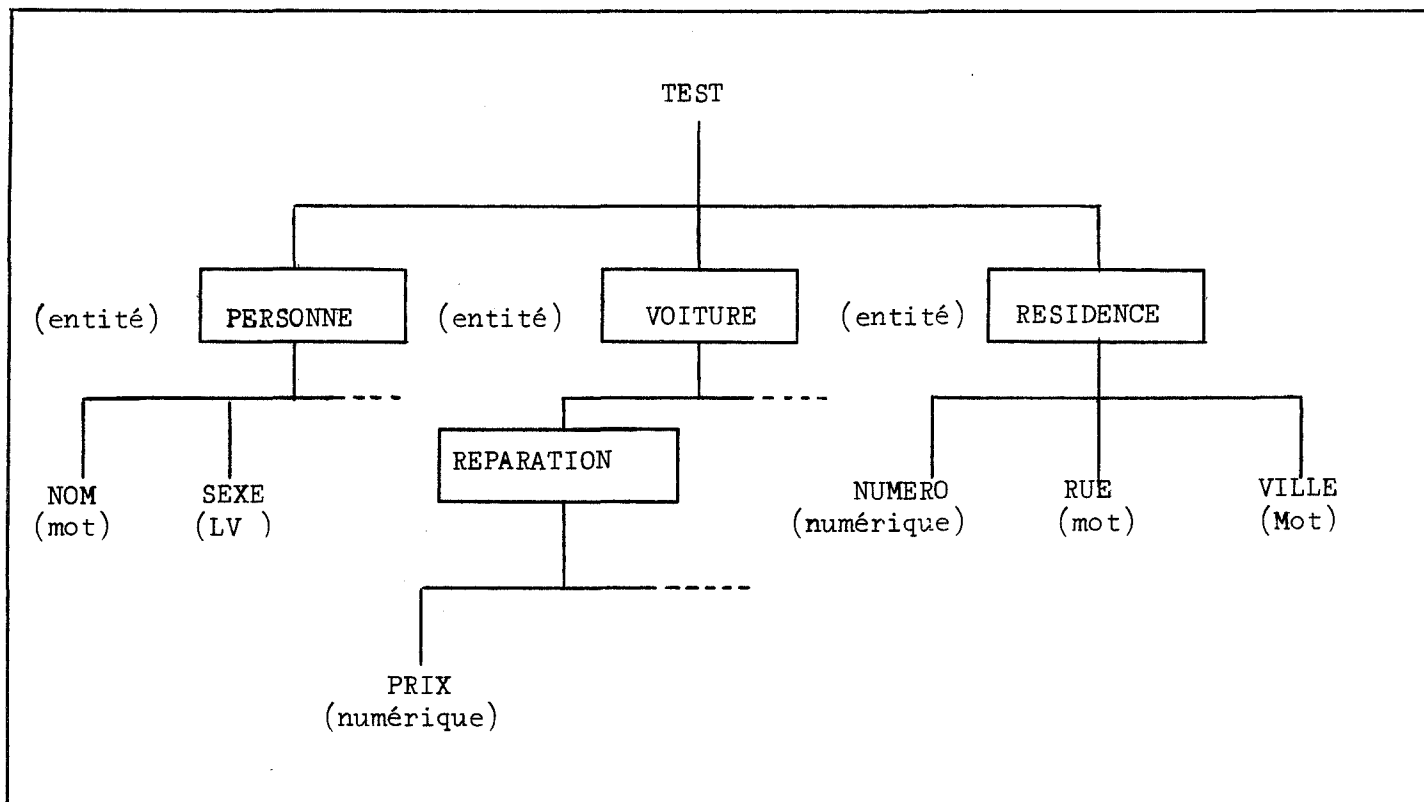 TEST
(entité) PERSONNE (entité) VOITURE (entité) RESIDENCE
REPARATION
NOM SEXE NUMERO RUE VILLE
(mot) (LV ) (numérique) (mot) (Mot)
PRIX
(numérique)